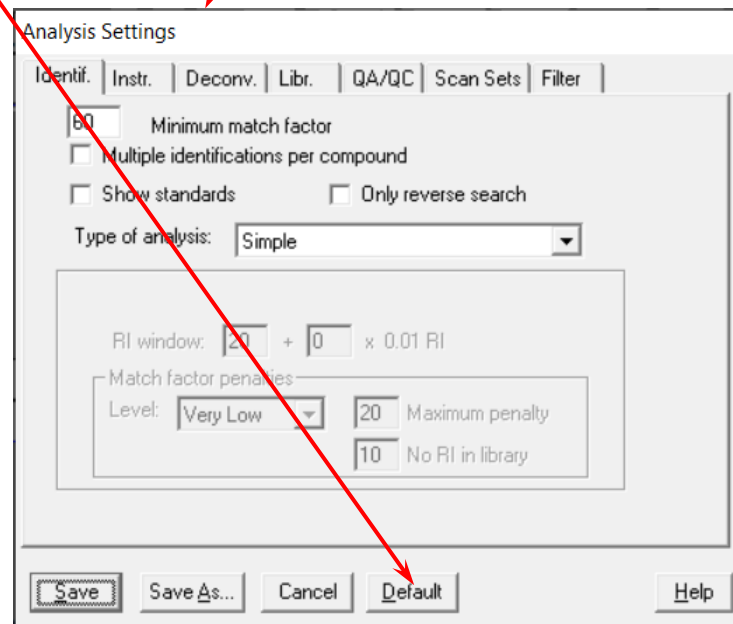 Analysis Settings
Identif. Instr. Deconv. Libr. QA/QC Scan Sets Filter
60 Minimum match factor
Multiple identifications per compound
Show standards Only reverse search
Type of analysis: Simple
RI window: 20 + 0 x 0.01 RI
Match factor penalties
Level: Very Low 20 Maximum penalty
10 No RI in library
Save Save As... Cancel Default Help